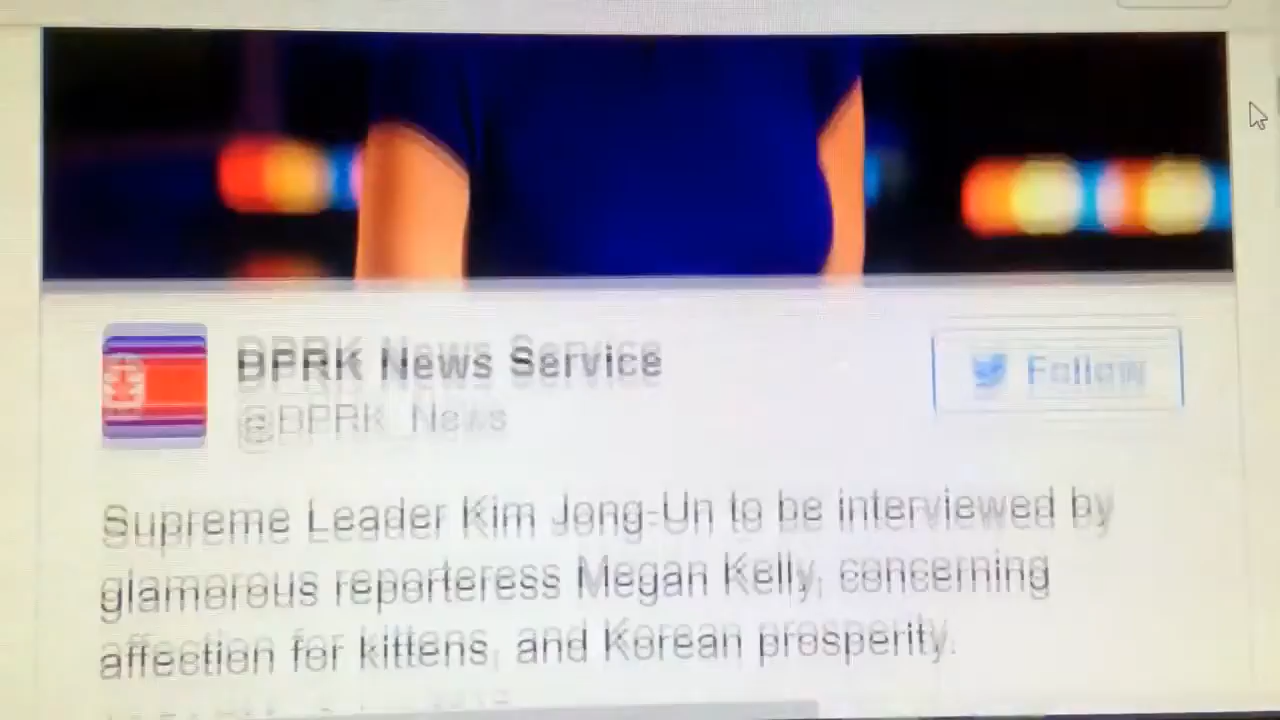 DPRK News Service
@DPRK_News
Follow
Supreme Leader Kim Jong-Un to be interviewed by
glamorous reporteress Megan Kelly, concerning
affection for kittens, and Korean prosperity.